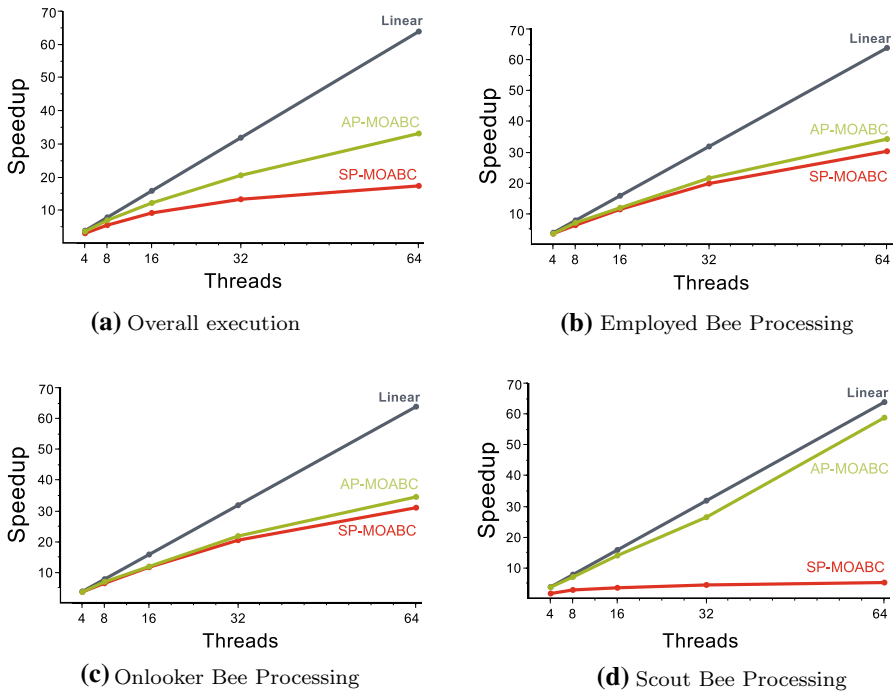 70
60
50
40
30
20
10
Speedup
Linear
AP-MOABC
SP-MOABC
4 8 16 32 64
Threads
(a) Overall execution
70
60
50
40
30
20
10
Speedup
Linear
AP-MOABC
SP-MOABC
4 8 16 32 64
Threads
(b) Employed Bee Processing
70
60
50
40
30
20
10
Speedup
Linear
AP-MOABC
SP-MOABC
4 8 16 32 64
Threads
(c) Onlooker Bee Processing
70
60
50
40
30
20
10
Speedup
Linear
AP-MOABC
SP-MOABC
4 8 16 32 64
Threads
(d) Scout Bee Processing